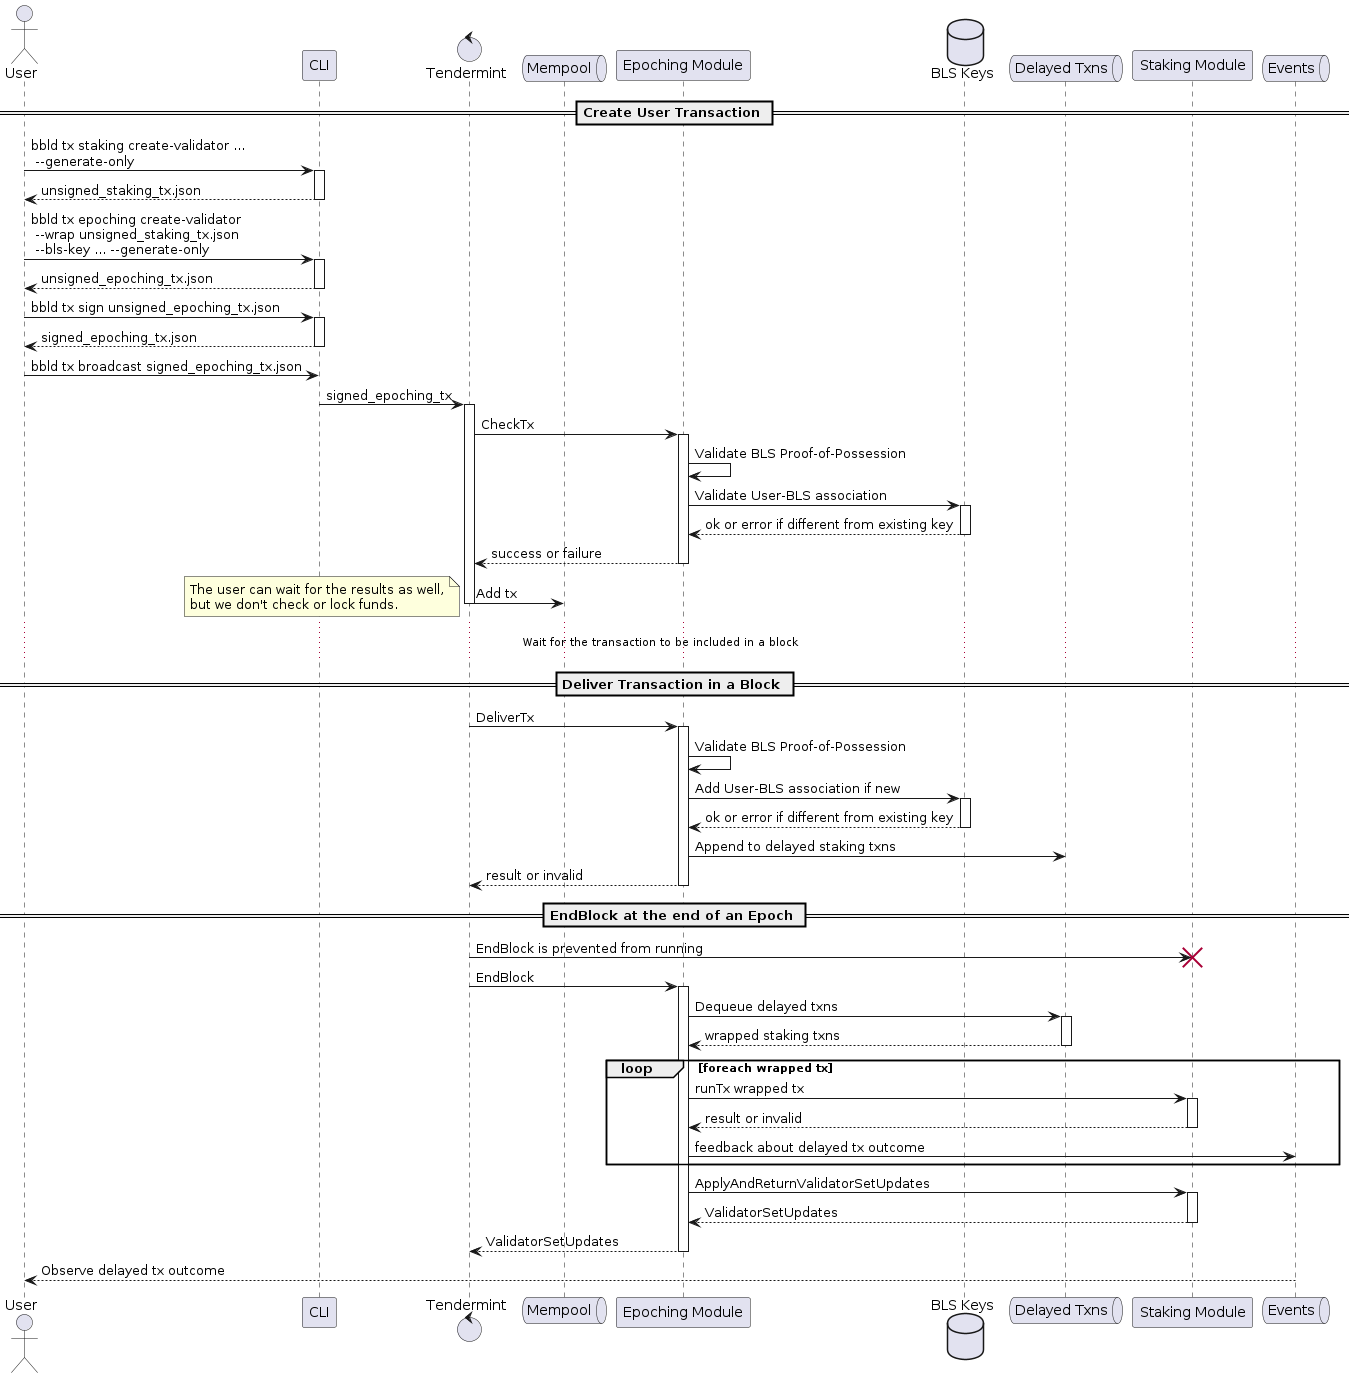 User
CLI
Tendermint
Mempool
Epoching Module
BLS Keys
Delayed Txns
Staking Module
Events
Create User Transaction
bbld tx staking create-validator ...
--generate-only
unsigned_staking_tx.json
bbld tx epoching create-validator
--wrap unsigned_staking_tx.json
--bls-key ... --generate-only
unsigned_epoching_tx.json
bbld tx sign unsigned_epoching_tx.json
signed_epoching_tx.json
bbld tx broadcast signed_epoching_tx.json
signed_epoching_tx
CheckTx
Validate BLS Proof-of-Possession
Validate User-BLS association
ok or error if different from existing key
success or failure
The user can wait for the results as well,
but we don't check or lock funds.
Add tx
Wait for the transaction to be included in a block
Deliver Transaction in a Block
DeliverTx
Validate BLS Proof-of-Possession
Add User-BLS association if new
ok or error if different from existing key
Append to delayed staking txns
result or invalid
EndBlock at the end of an Epoch
EndBlock is prevented from running
EndBlock
Dequeue delayed txns
wrapped staking txns
loop [foreach wrapped tx]
runTx wrapped tx
result or invalid
feedback about delayed tx outcome
ApplyAndReturnValidatorSetUpdates
ValidatorSetUpdates
ValidatorSetUpdates
Observe delayed tx outcome
User
CLI
Tendermint
Mempool
Epoching Module
BLS Keys
Delayed Txns
Staking Module
Events